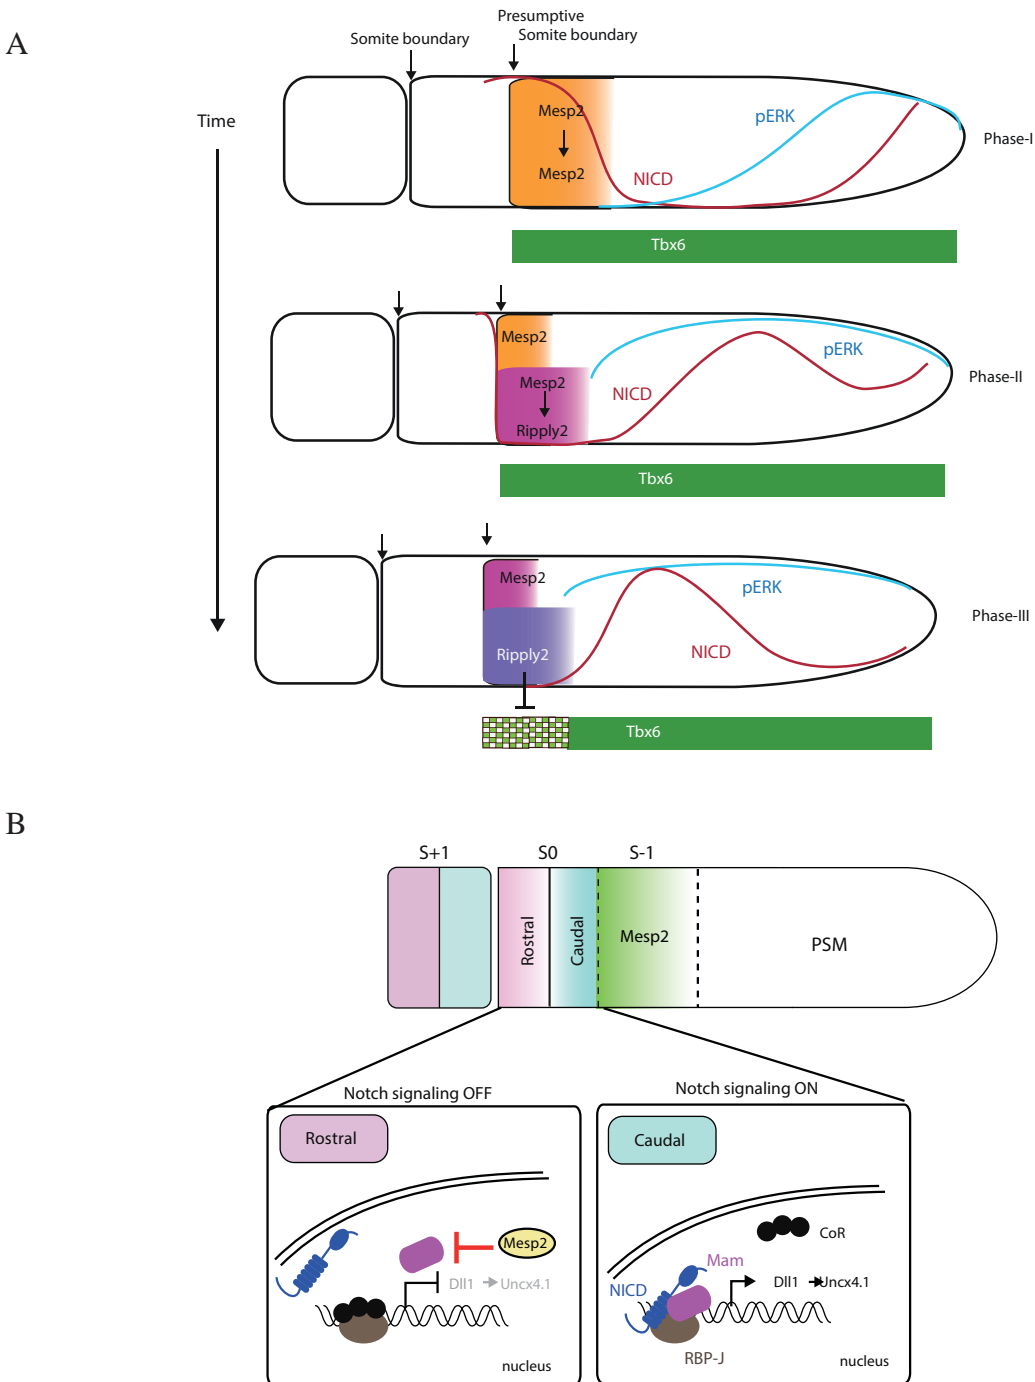 A
Presumptive
Somite boundary
Somite boundary
Time
Mesp2
Mesp2
NICD
pERK
Phase-I
Tbx6
Mesp2
Mesp2
Ripply2
NICD
pERK
Phase-II
Tbx6
Mesp2
Ripply2
pERK
NICD
Phase-III
Tbx6
B
S+1
S0
S-1
Rostral
Caudal
Mesp2
PSM
Notch signaling OFF
Rostral
Mesp2
Dll1
Uncx4.1
nucleus
Notch signaling ON
Caudal
CoR
Mam
NICD
Dll1
Uncx4.1
RBP-J
nucleus